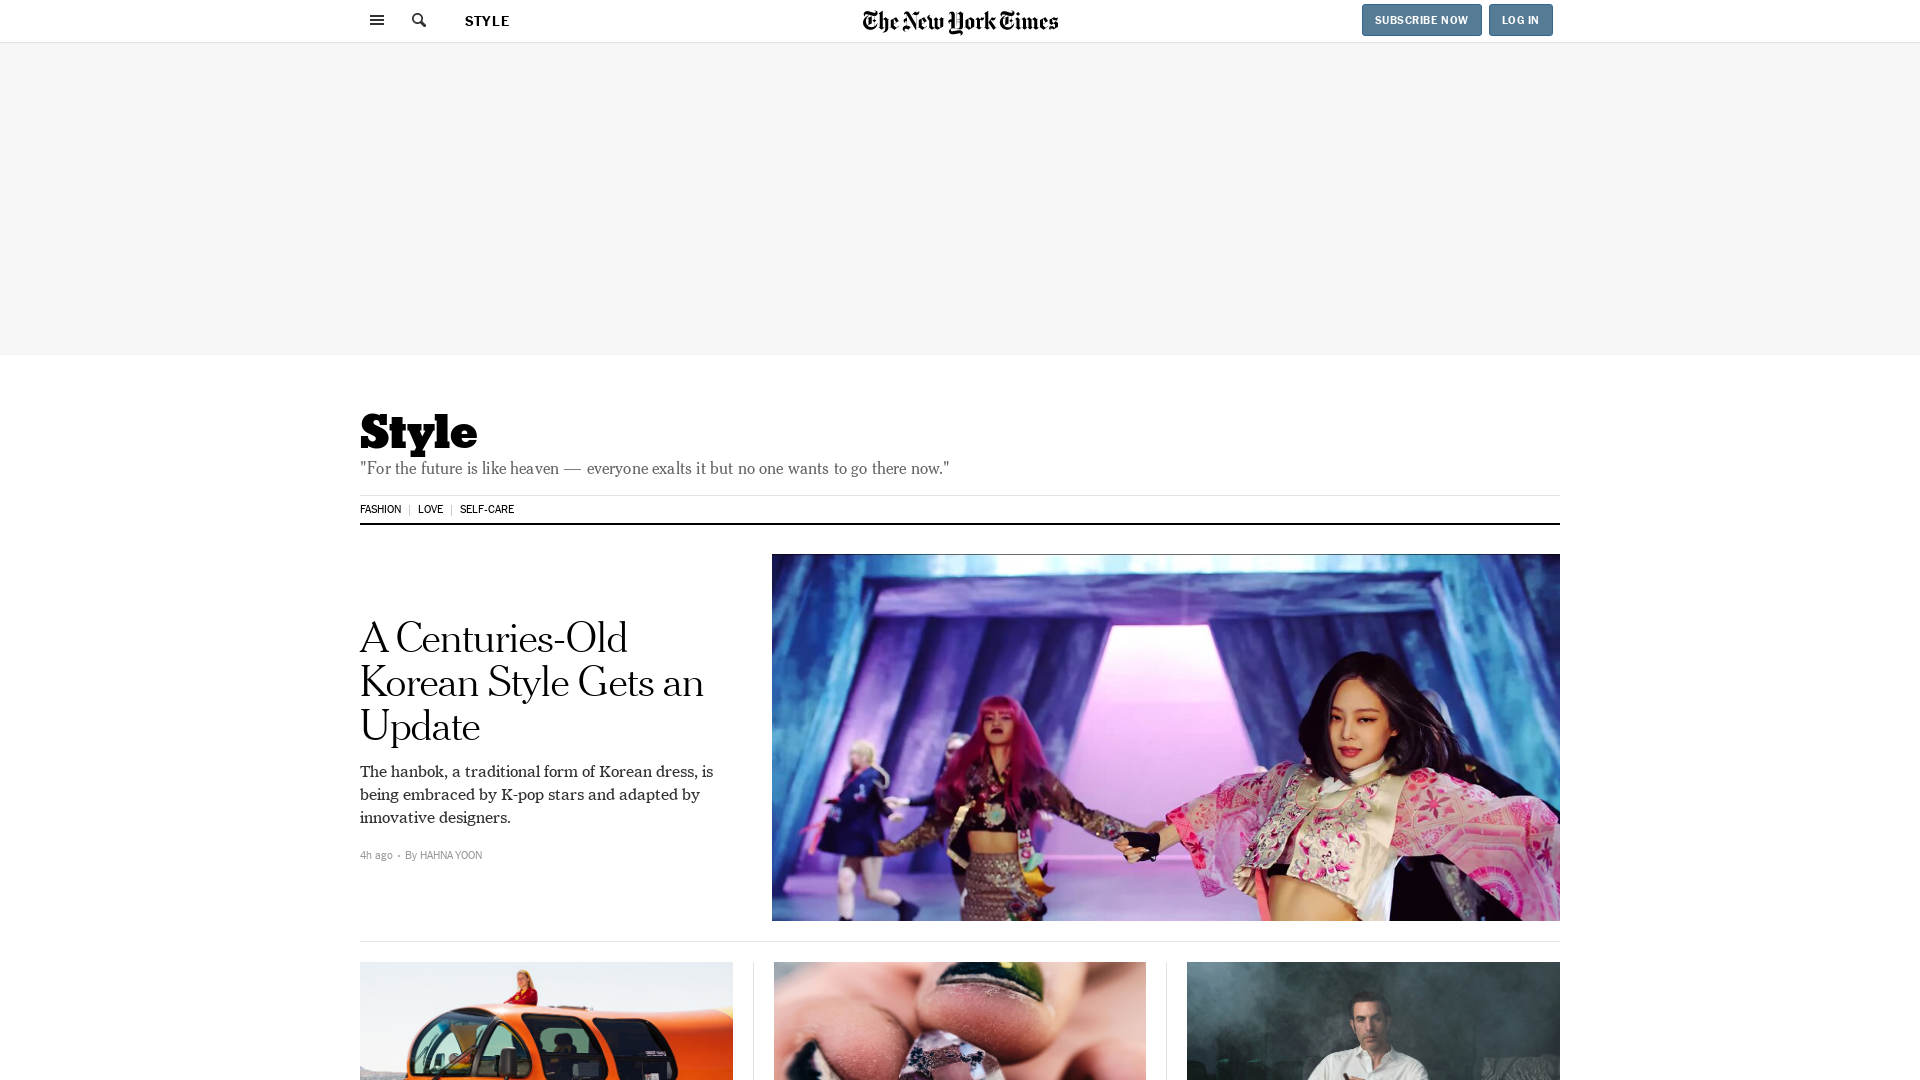 STYLE
The New York Times
SUBSCRIBE NOW
LOG IN
Style
"For the future is like heaven — everyone exalts it but no one wants to go there now."
FASHION | LOVE | SELF-CARE
A Centuries-Old
Korean Style Gets an
Update
The hanbok, a traditional form of Korean dress, is
being embraced by K-pop stars and adapted by
innovative designers.
4h ago · By HAHNA YOON